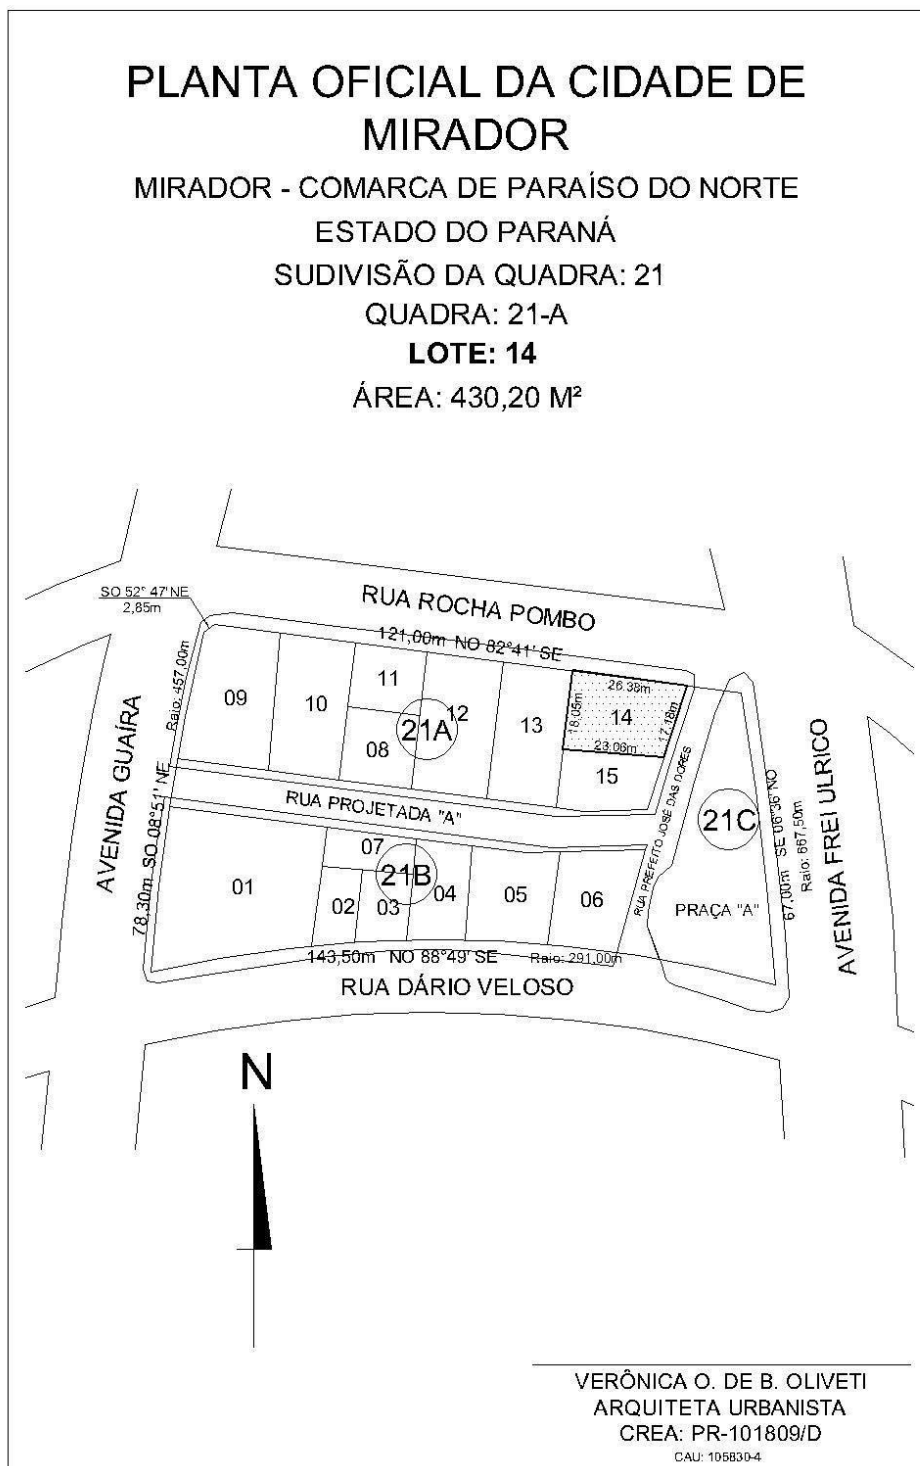 PLANTA OFICIAL DA CIDADE DE
MIRADOR
MIRADOR - COMARCA DE PARAÍSO DO NORTE
ESTADO DO PARANÁ
SUDIVISÃO DA QUADRA: 21
QUADRA: 21-A
LOTE: 14
ÁREA: 430,20 M²
SO 52° 47' NE
2,85m
RUA ROCHA POMBO
121,00m NO 82°41' SE
Raio: 457,00m
09
10
11
12
08
21A
13
26.38m
18.05m
14
17.18m
23.06m
15
AVENIDA GUAÍRA
78,30m SO 08°51' NE
RUA PROJETADA "A"
RUA PREFEITO JOSÉ DAS DORES
21C
PRAÇA "A"
67,00m SE 06°36' NO
Raio: 667,50m
AVENIDA FREI ULRICO
01
07
21B
02
03
04
05
06
143,50m NO 88°49' SE
Raio: 291,00m
RUA DÁRIO VELOSO
N
VERÔNICA O. DE B. OLIVETI
ARQUITETA URBANISTA
CREA: PR-101809/D
CAU: 105830-4